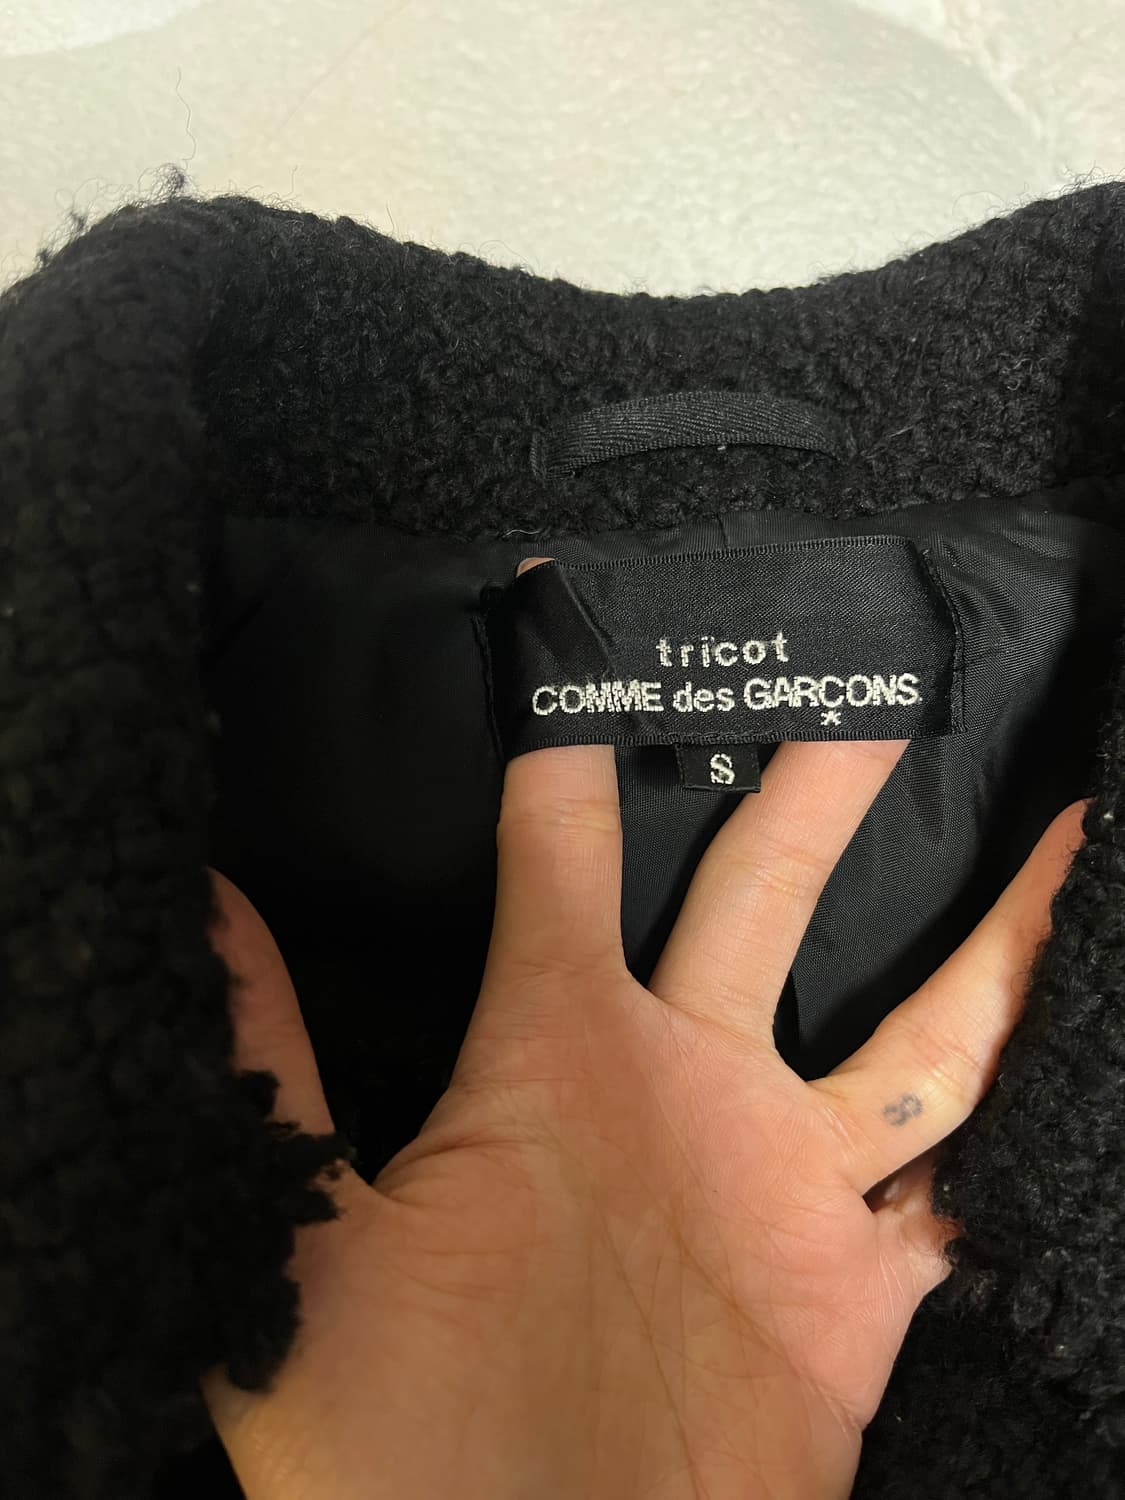 tricot
COMME des GARÇONS
S